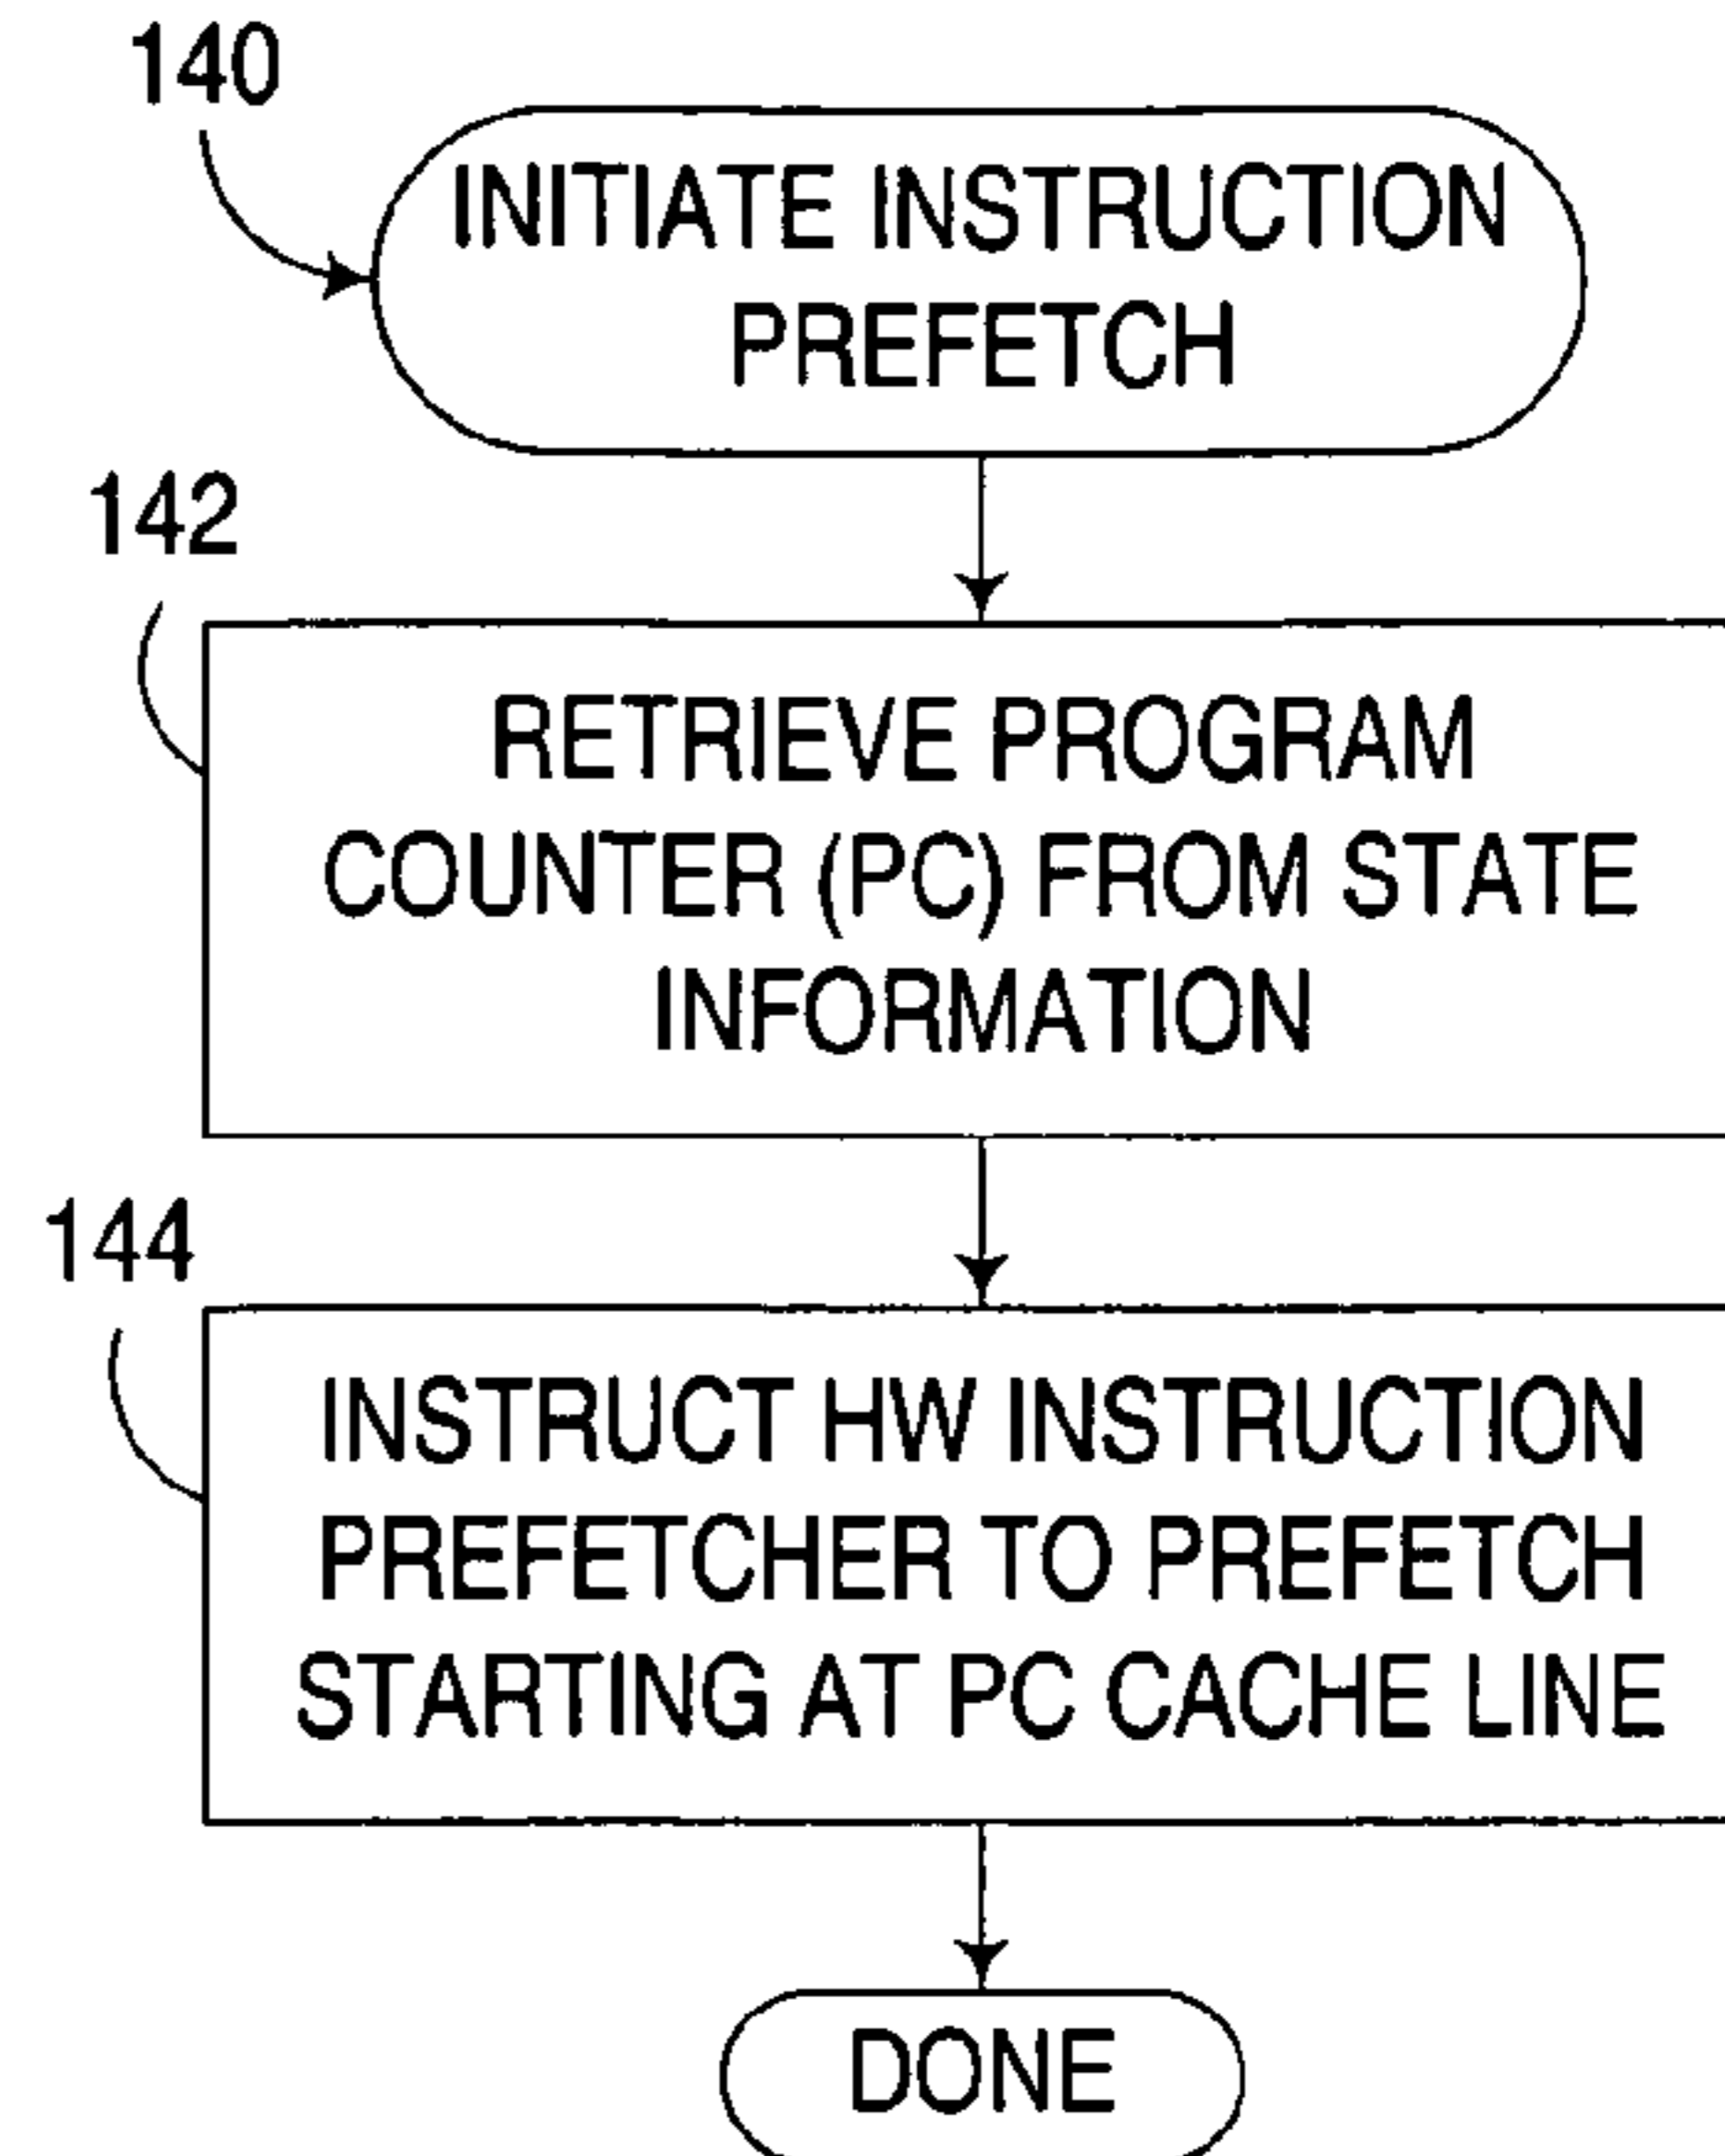 140
INITIATE INSTRUCTION
PREFETCH
142
RETRIEVE PROGRAM
COUNTER (PC) FROM STATE
INFORMATION
144
INSTRUCT HW INSTRUCTION
PREFETCHER TO PREFETCH
STARTING AT PC CACHE LINE
DONE